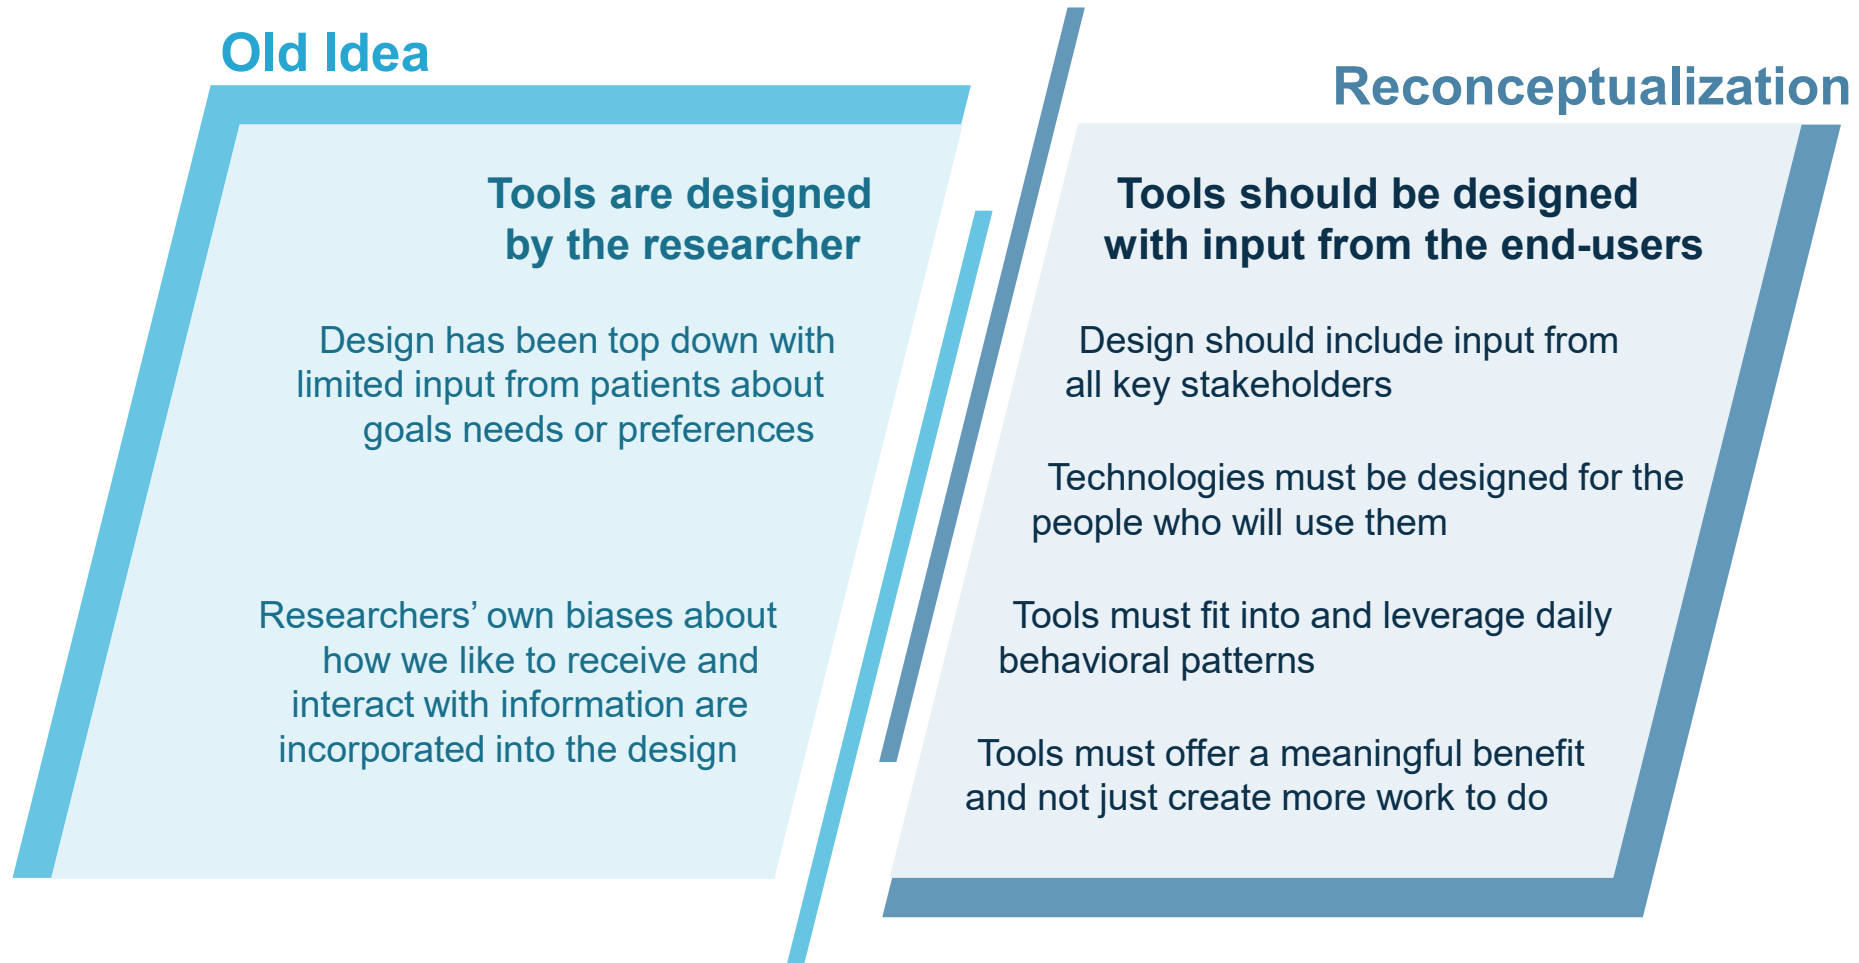 Old Idea
Tools are designed
by the researcher
Design has been top down with
limited input from patients about
goals needs or preferences
Researchers’ own biases about
how we like to receive and
interact with information are
incorporated into the design
Reconceptualization
Tools should be designed
with input from the end-users
Design should include input from
all key stakeholders
Technologies must be designed for the
people who will use them
Tools must fit into and leverage daily
behavioral patterns
Tools must offer a meaningful benefit
and not just create more work to do